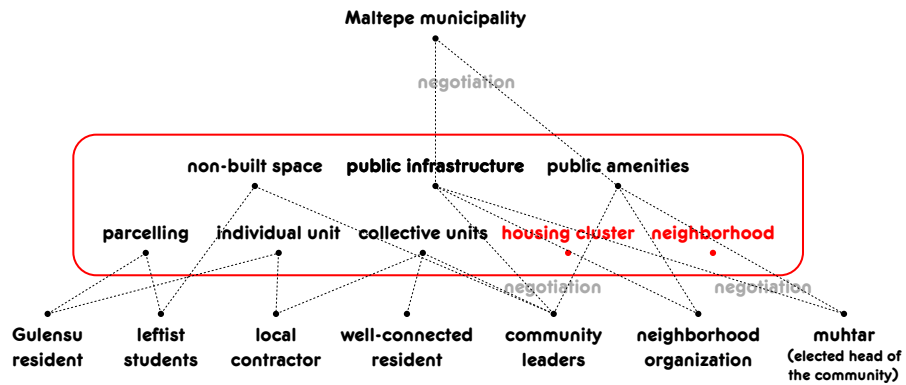 Maltepe municipality
negotiation
non-built space public infrastructure public amenities
parcelling individual unit collective units housing cluster neighborhood
negotiation negotiation
Gulensu leftist local well-connected community neighborhood muhtar
resident students contractor resident leaders organization (elected head of
the community)